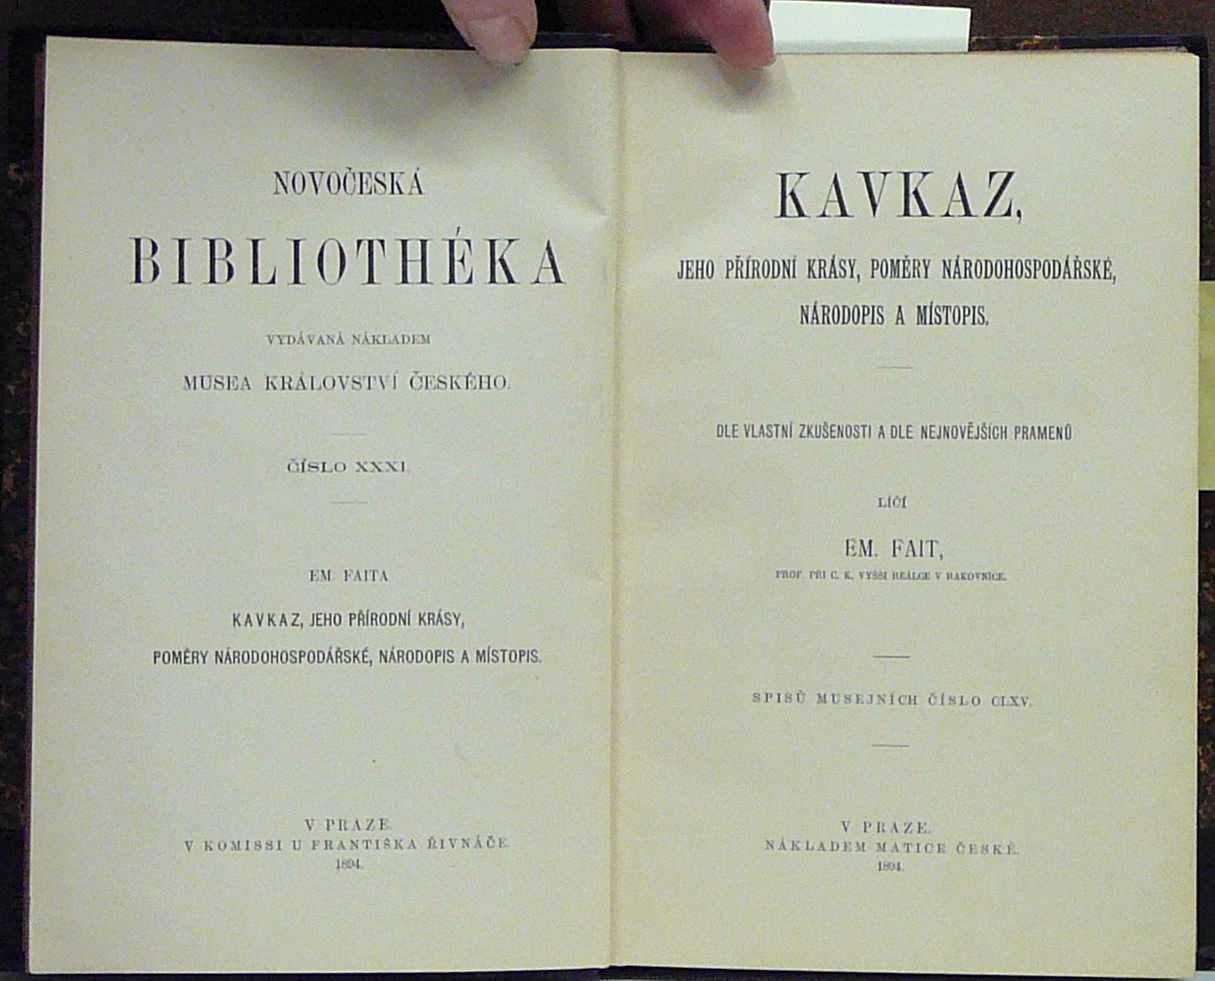 NOVOČESKÁ
BIBLIOTHÉKA
VYDÁVANÁ NÁKLADEM
MUSEA KRÁLOVSTVÍ ČESKÉHO.
ČÍSLO XXXI.
EM. FAITA
KAVKAZ, JEHO PŘÍRODNÍ KRÁSY,
POMĚRY NÁRODOHOSPODÁŘSKÉ, NÁRODOPIS A MÍSTOPIS.
V PRAZE.
V KOMISSI U FRANTIŠKA ŘIVNÁČE.
1894.
KAVKAZ,
JEHO PŘÍRODNÍ KRÁSY, POMĚRY NÁRODOHOSPODÁŘSKÉ,
NÁRODOPIS A MÍSTOPIS.
DLE VLASTNÍ ZKUŠENOSTI A DLE NEJNOVĚJŠÍCH PRAMENŮ
LÍČÍ
EM. FAIT,
PROF. PŘI C. K. VYŠŠÍ REÁLCE V RAKOVNÍCE.
SPISŮ MUSEJNÍCH ČÍSLO CLXV.
V PRAZE.
NÁKLADEM MATICE ČESKÉ.
1894.